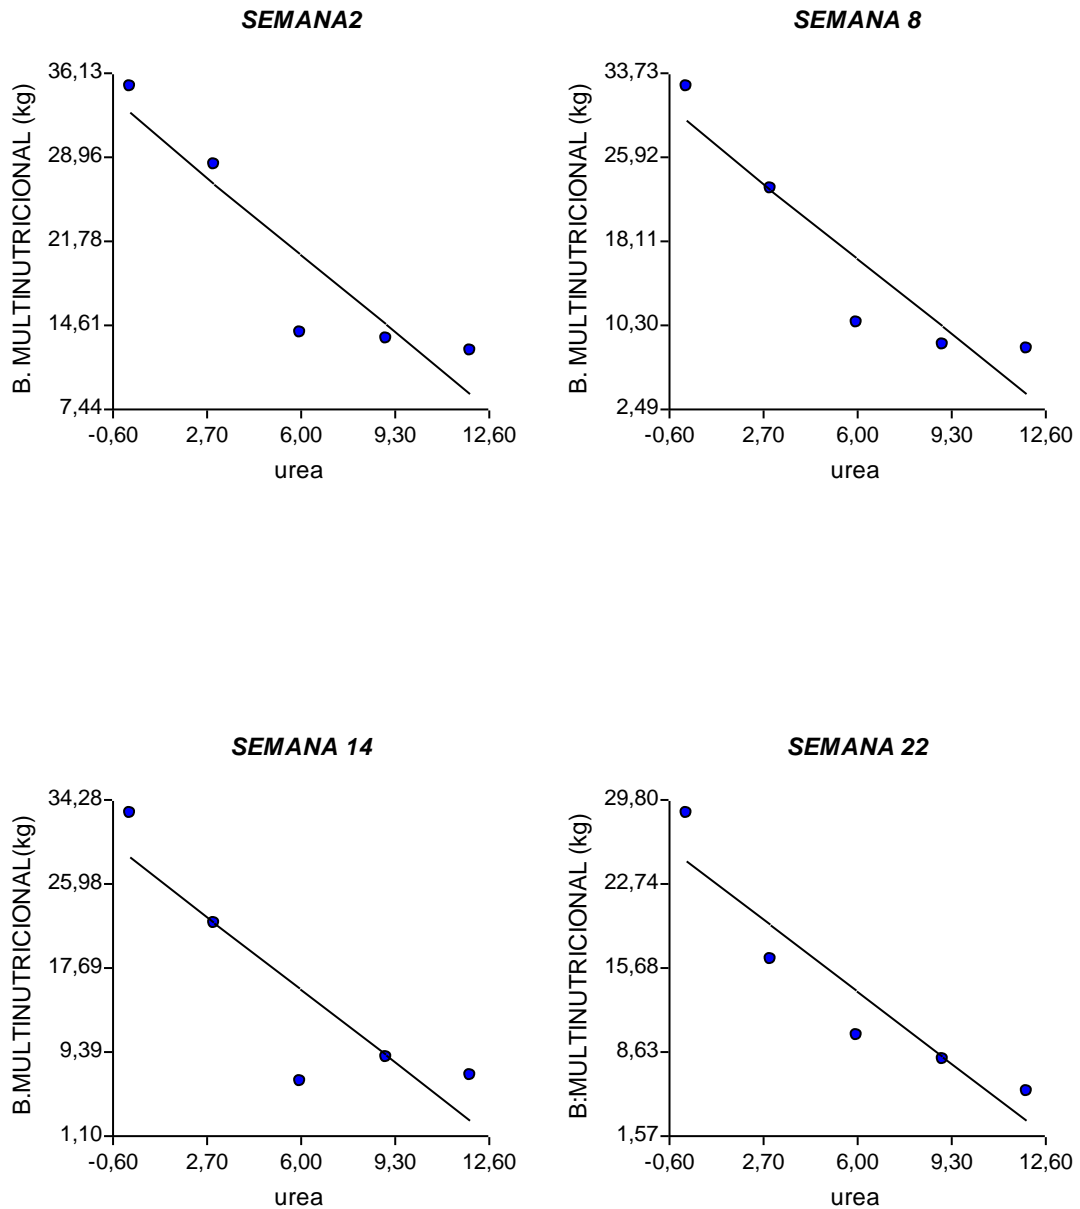 SEMANA2
B. MULTINUTRICIONAL (kg)
36,13
28,96
21,78
14,61
7,44
-0,60 2,70 6,00 9,30 12,60
urea
SEMANA 8
B. MULTINUTRICIONAL (kg)
33,73
25,92
18,11
10,30
2,49
-0,60 2,70 6,00 9,30 12,60
urea
SEMANA 14
B.MULTINUTRICIONAL(kg)
34,28
25,98
17,69
9,39
1,10
-0,60 2,70 6,00 9,30 12,60
urea
SEMANA 22
B:MULTINUTRICIONAL (kg)
29,80
22,74
15,68
8,63
1,57
-0,60 2,70 6,00 9,30 12,60
urea